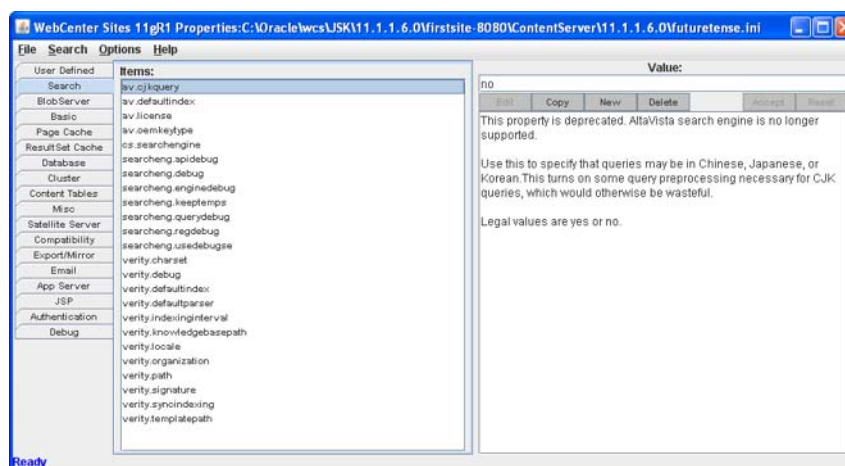 WebCenter Sites 11gR1 Properties:C:\Oracle\wcs\JSK\11.1.1.6.0\firstsite-8080\ContentServer\11.1.1.6.0\futuretense.ini
File Search Options Help
User Defined
Search
BlobServer
Basic
Page Cache
ResultSet Cache
Database
Cluster
Content Tables
Misc
Satellite Server
Compatibility
Export/Mirror
Email
App Server
JSP
Authentication
Debug
Items:
av.cjkquery
av.defaultindex
av.license
av.oemkeytype
cs.searchengine
searcheng.apidebug
searcheng.debug
searcheng.enginedebug
searcheng.keeptemps
searcheng.querydebug
searcheng.regdebug
searcheng.usedebugse
verity.charset
verity.debug
verity.defaultindex
verity.defaultparser
verity.indexinginterval
verity.knowledgebasepath
verity.locale
verity.organization
verity.path
verity.signature
verity.syncindexing
verity.templatepath
Value:
no
Edit Copy New Delete Accept Reset
This property is deprecated. AltaVista search engine is no longer
supported.
Use this to specify that queries may be in Chinese, Japanese, or
Korean.This turns on some query preprocessing necessary for CJK
queries, which would otherwise be wasteful.
Legal values are yes or no.
Ready